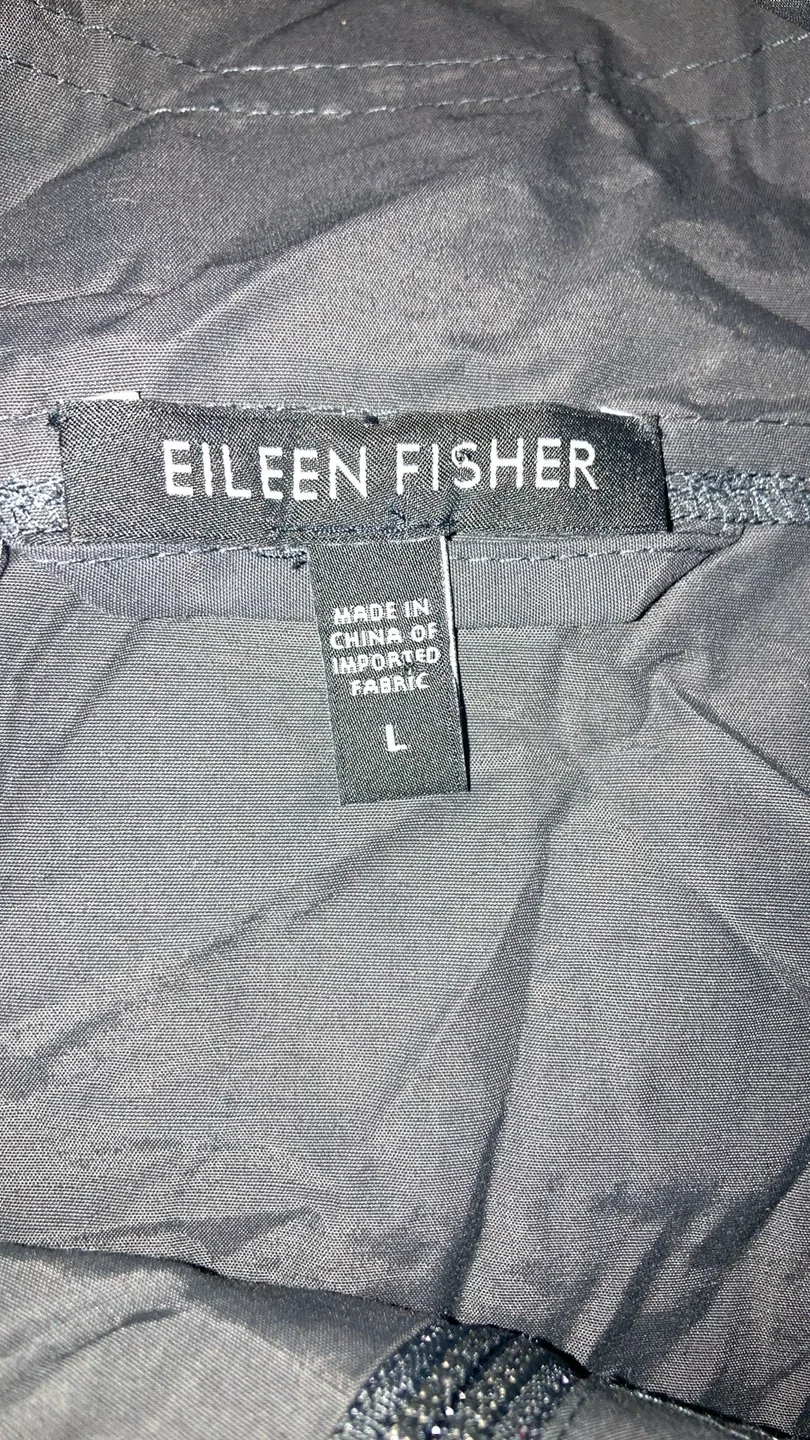 EILEEN FISHER
MADE IN
CHINA OF
IMPORTED
FABRIC
L